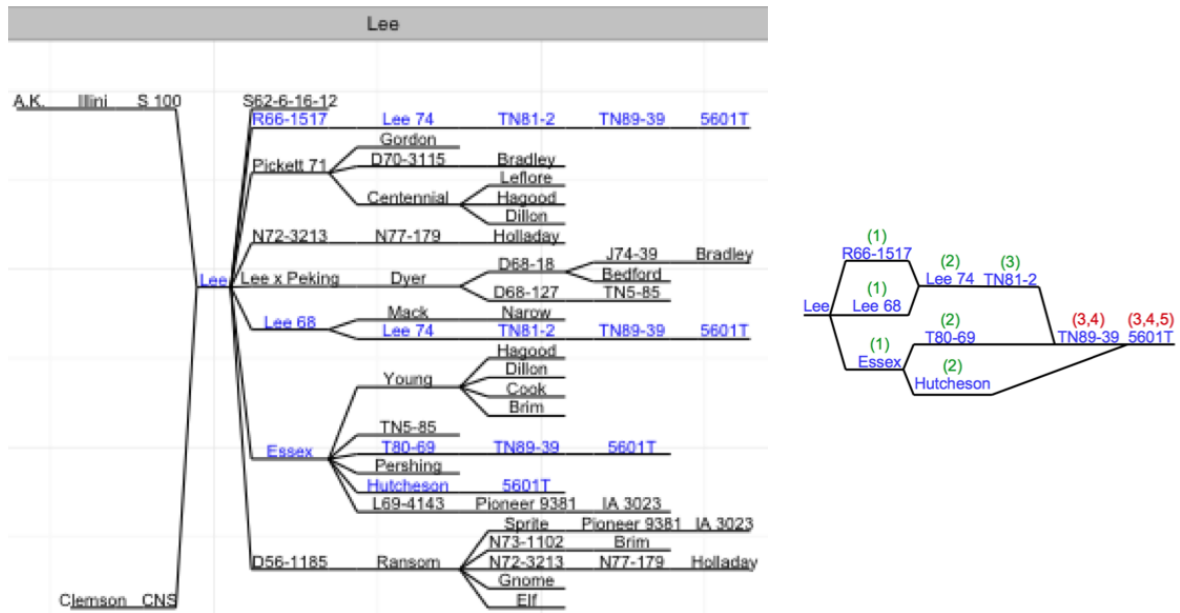 Lee
A.K. Illini S 100
S62-6-16-12
R66-1517 Lee 74 TN81-2 TN89-39 5601T
Gordon
Pickett 71
D70-3115 Bradley
Leflore
Centennial Hagood
Dillon
N72-3213 N77-179 Holladay
J74-39 Bradley
D68-18
Lee Lee x Peking Dyer
Bedford
D68-127 TN5-85
Mack Narow
Lee 68
Lee 74 TN81-2 TN89-39 5601T
Hagood
Dillon
Young
Cook
Brim
TN5-85
Essex
T80-69 TN89-39 5601T
Pershing
Hutcheson 5601T
L69-4143 Pioneer 9381 IA 3023
Sprite Pioneer 9381 IA 3023
N73-1102 Brim
D56-1185 Ransom N72-3213 N77-179 Holladay
Gnome
Elf
Clemson CNS
(1)
R66-1517
(2) (3)
Lee 74 TN81-2
(1)
Lee Lee 68
(2) (3,4) (3,4,5)
T80-69 TN89-39 5601T
(1)
Essex
(2)
Hutcheson